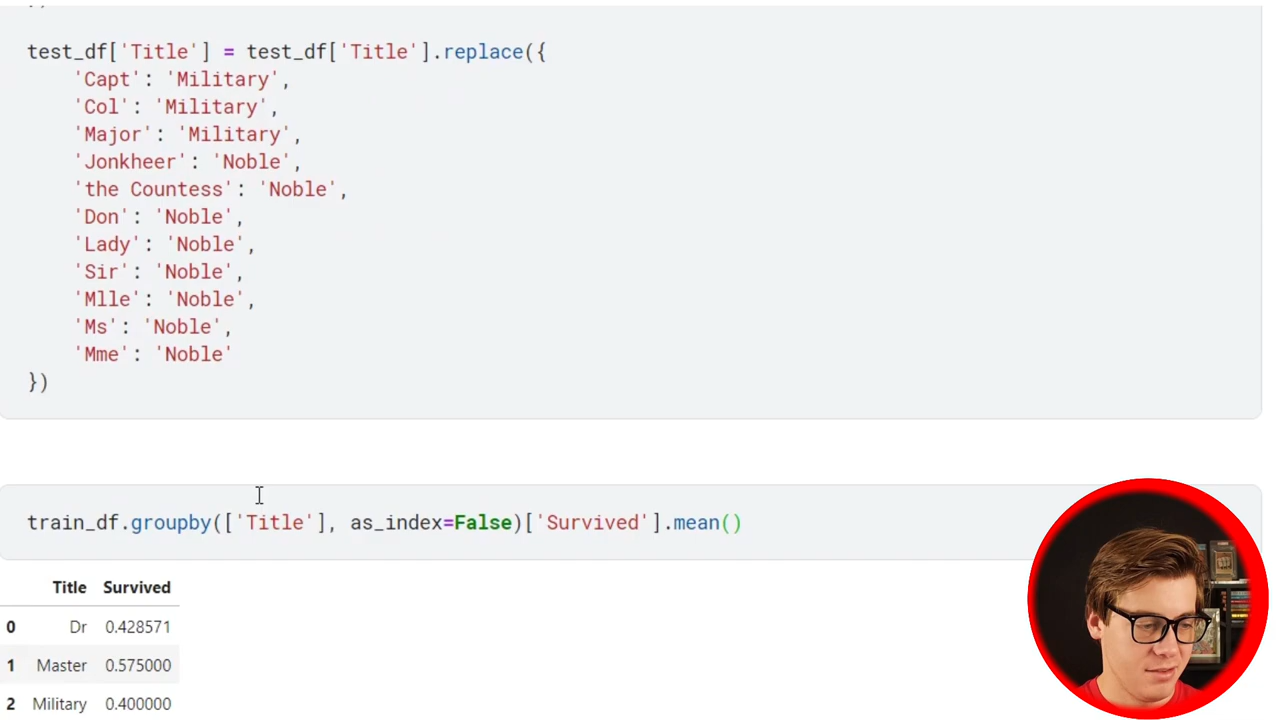 test_df['Title'] = test_df['Title'].replace({
'Capt': 'Military',
'Col': 'Military',
'Major': 'Military',
'Jonkheer': 'Noble',
'the Countess': 'Noble',
'Don': 'Noble',
'Lady': 'Noble',
'Sir': 'Noble',
'Mlle': 'Noble',
'Ms': 'Noble',
'Mme': 'Noble'
})
train_df.groupby(['Title'], as_index=False)['Survived'].mean()
Title Survived
0 Dr 0.428571
1 Master 0.575000
2 Military 0.400000